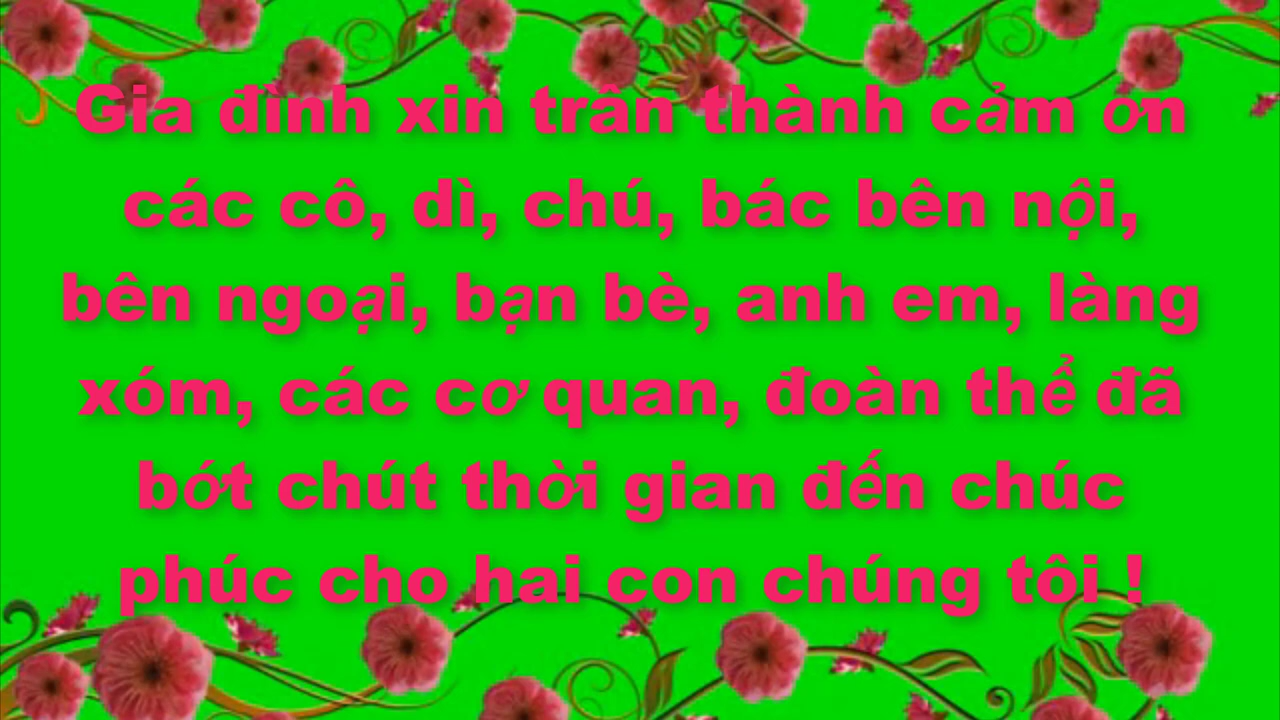 Gia đình xin trân thành cảm ơn
các cô, dì, chú, bác bên nội,
bên ngoại, bạn bè, anh em, làng
xóm, các cơ quan, đoàn thể đã
bớt chút thời gian đến chúc
phúc cho hai con chúng tôi !